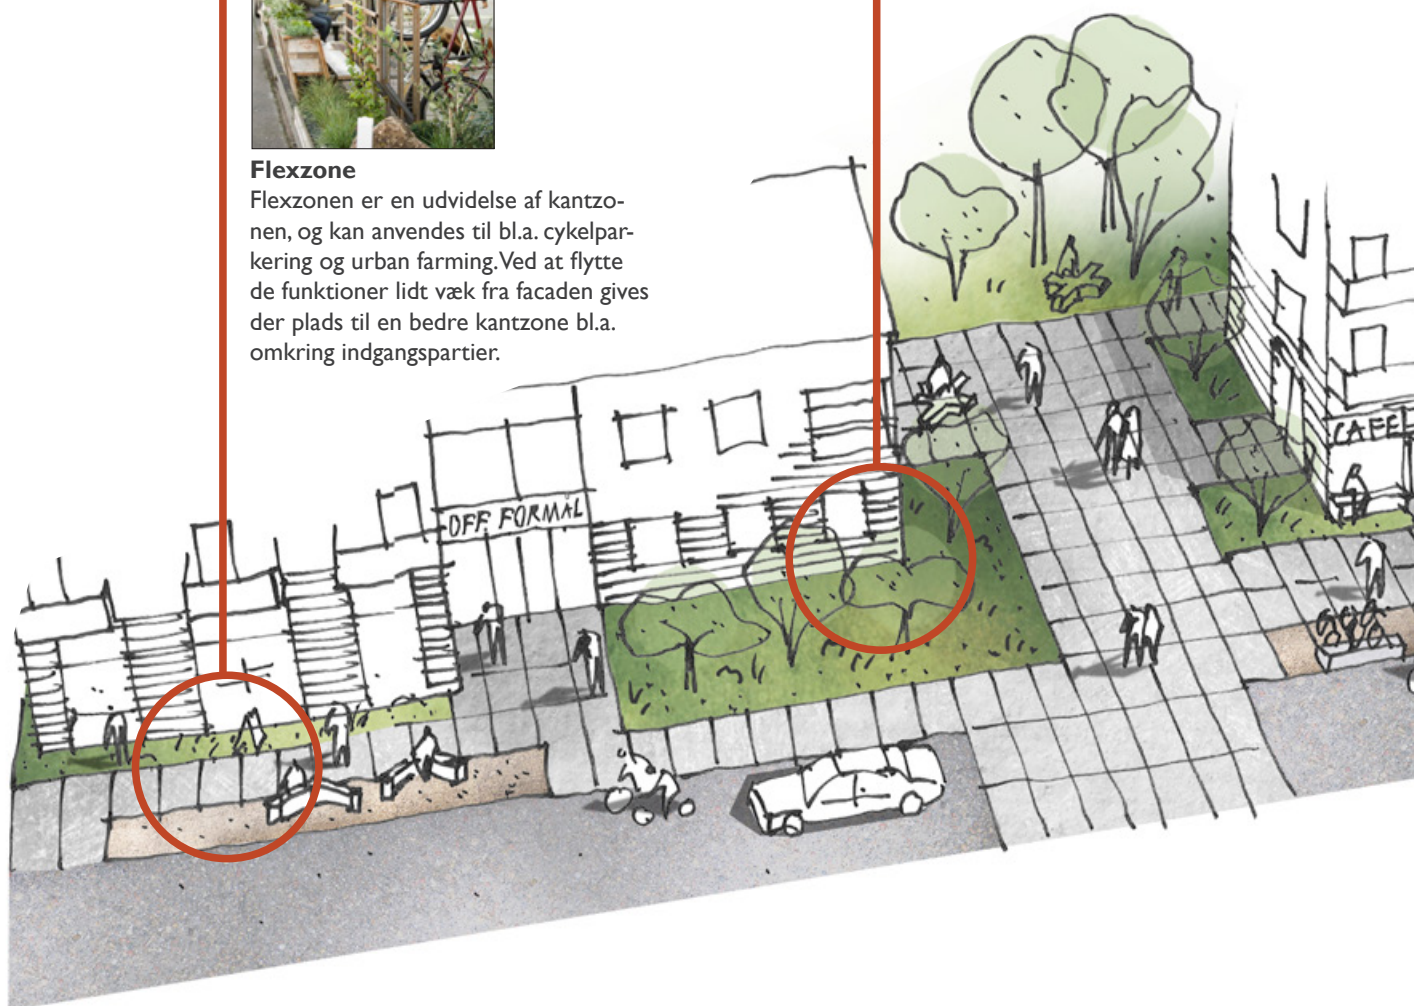 Flexzone
Flexzonen er en udvidelse af kantzo-
nen, og kan anvendes til bl.a. cykelpar-
kering og urban farming. Ved at flytte
de funktioner lidt væk fra facaden gives
der plads til en bedre kantzone bl.a.
omkring indgangspartier.
OFF. FORMÅL
CAFEEL